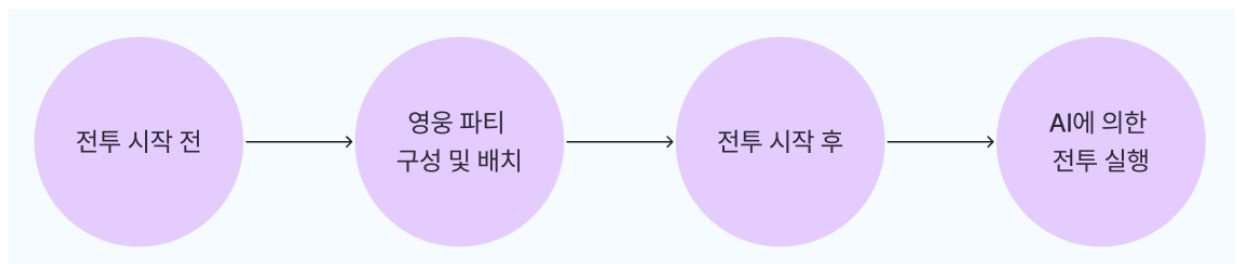 전투 시작 전
영웅 파티
구성 및 배치
전투 시작 후
AI에 의한
전투 실행